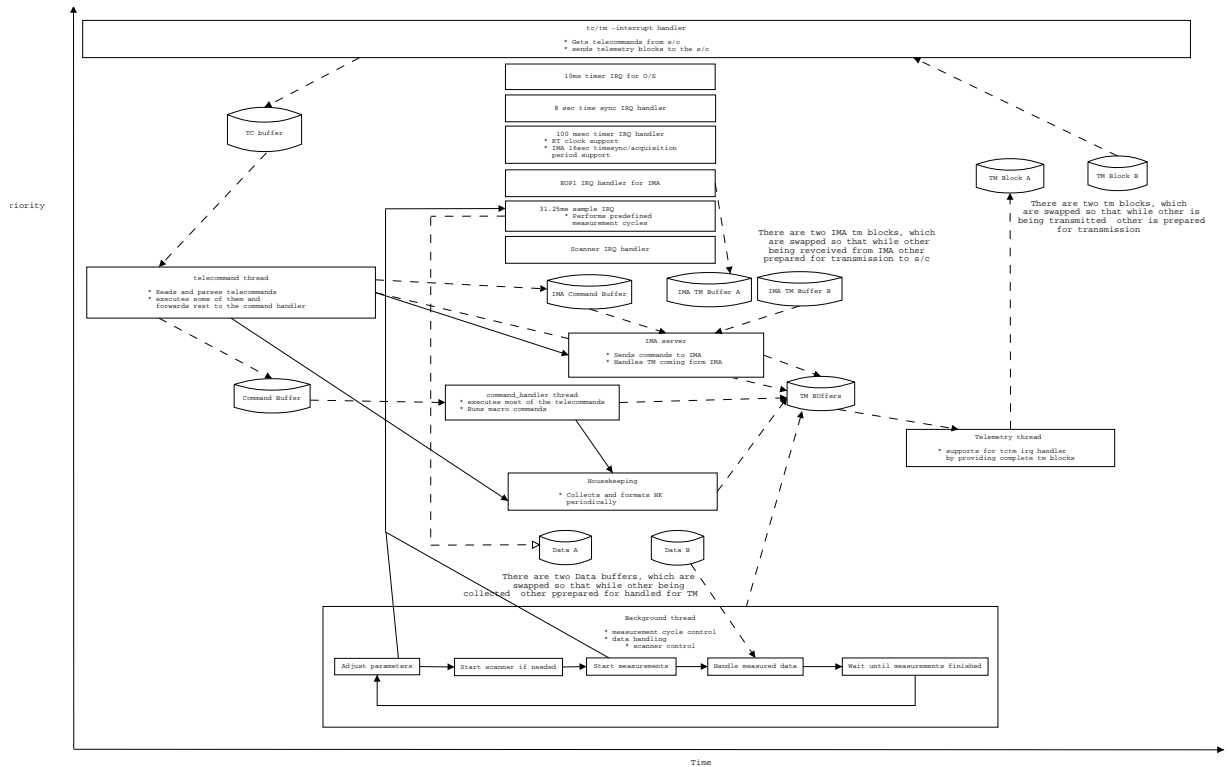 tc/tm -interrupt handler
* Gets telecommands from s/c
* sends telemetry blocks to the s/c
10ms timer IRQ for O/S
8 sec time sync IRQ handler
TC buffer
100 msec timer IRQ handler
* RT clock support
* IMA 16sec timesync/acquisition
period support
TM Block A
TM Block B
EOP1 IRQ handler for IMA
riority
31.25ms sample IRQ
* Performs predefined
measurement cycles
There are two tm blocks, which
are swapped so that while other is
being transmitted other is prepared
for transmission
Scanner IRQ handler
There are two IMA tm blocks, which
are swapped so that while other
being revceived from IMA other
prepared for transmission to s/c
telecommand thread
* Reads and parses telecommands
* executes some of them and
forwards rest to the command handler
IMA Command Buffer
IMA TM Buffer A
IMA TM Buffer B
IMA server
* Sends commands to IMA
* Handles TM coming form IMA
Command Buffer
command_handler thread
* executes most of the telecommands
* Runs macro commands
TM BUffers
Telemetry thread
* supports for tctm irq handler
by providing complete tm blocks
Housekeeping
* Collects and formats HK
periodically
Data A
Data B
There are two Data buffers, which are
swapped so that while other being
collected other pprepared for handled for TM
Background thread
* measurement cycle control
* data handling
* scanner control
Adjust parameters
Start scanner if needed
Start measurements
Handle measured data
Wait until measurements finished
Time